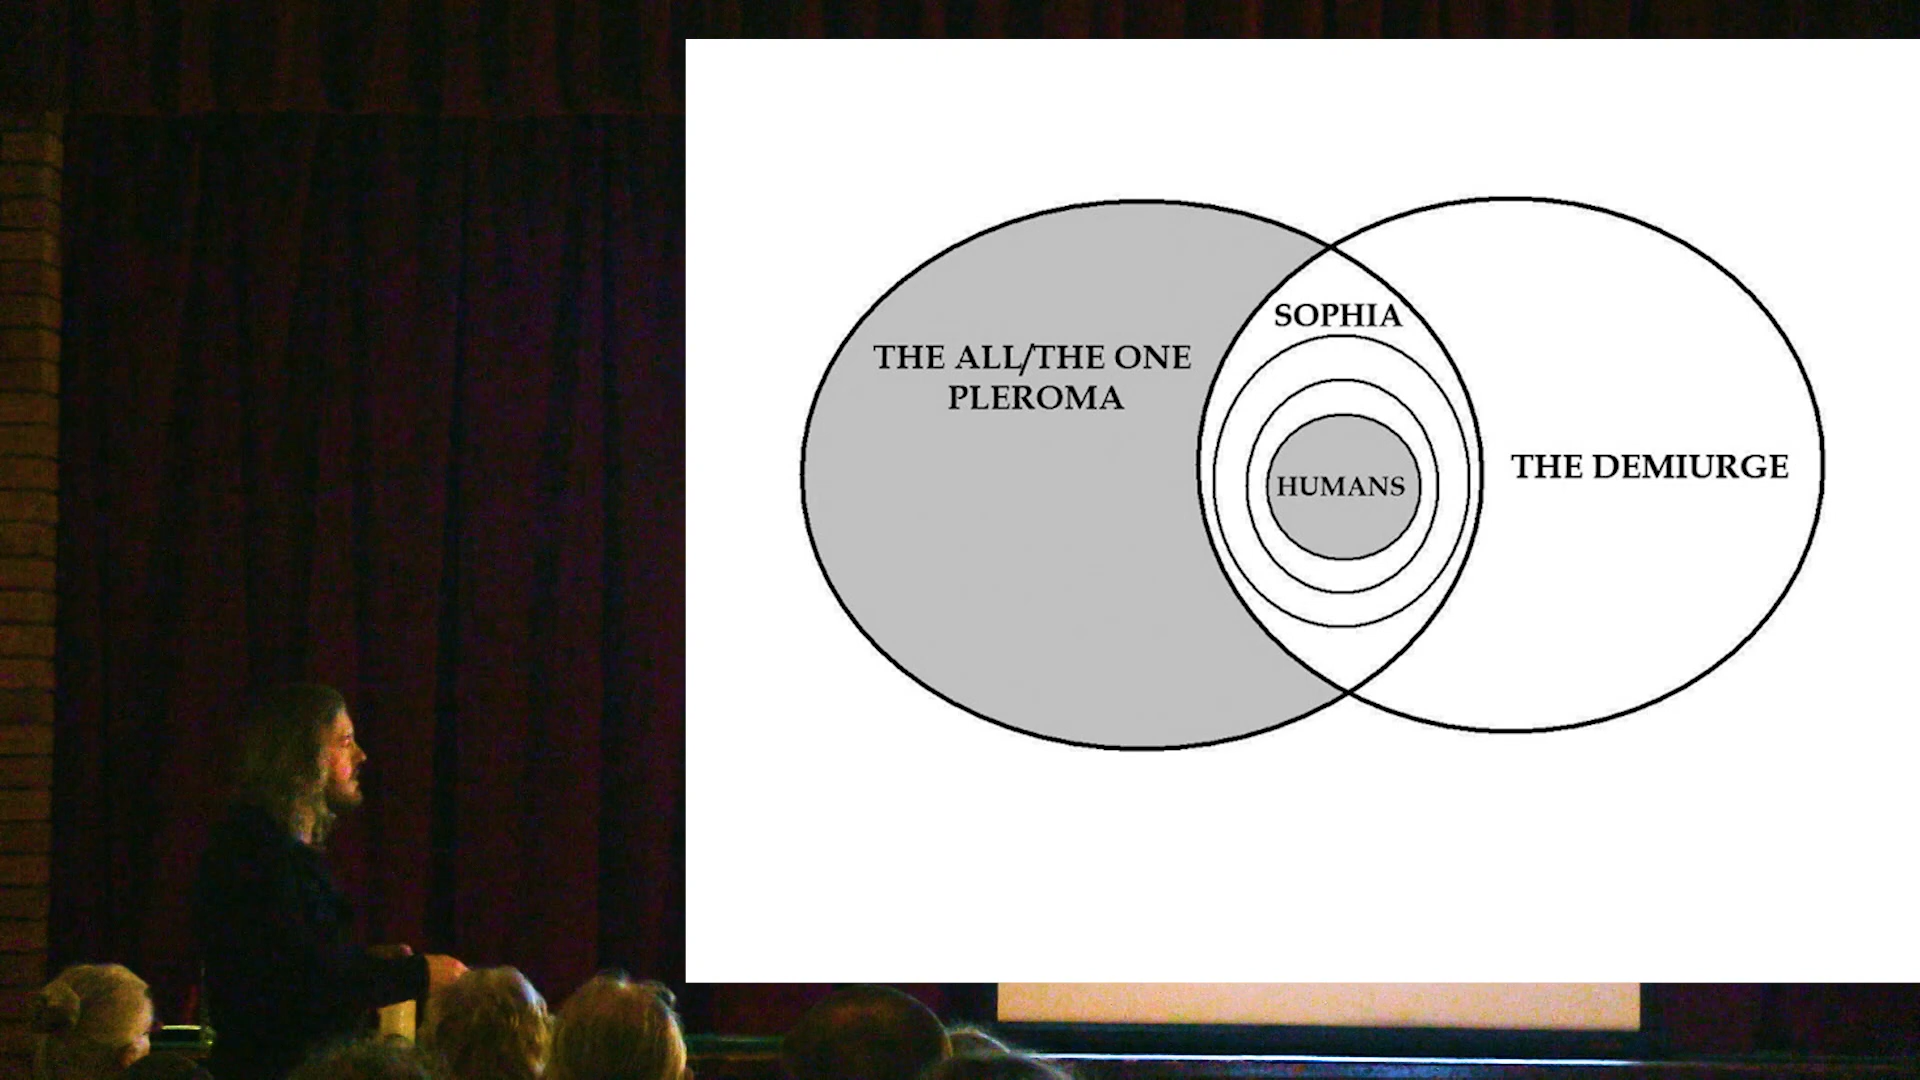 THE ALL/THE ONE
PLEROMA
SOPHIA
HUMANS
THE DEMIURGE